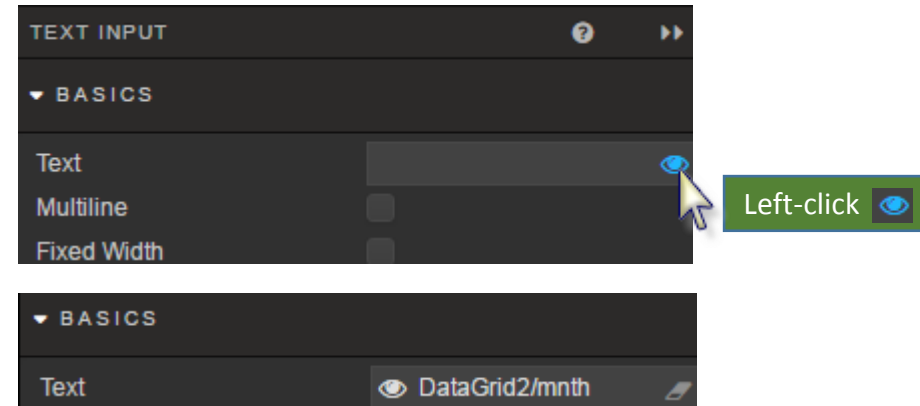 TEXT INPUT
BASICS
Text
Multiline
Fixed Width
Left-click
BASICS
Text DataGrid2/mnth